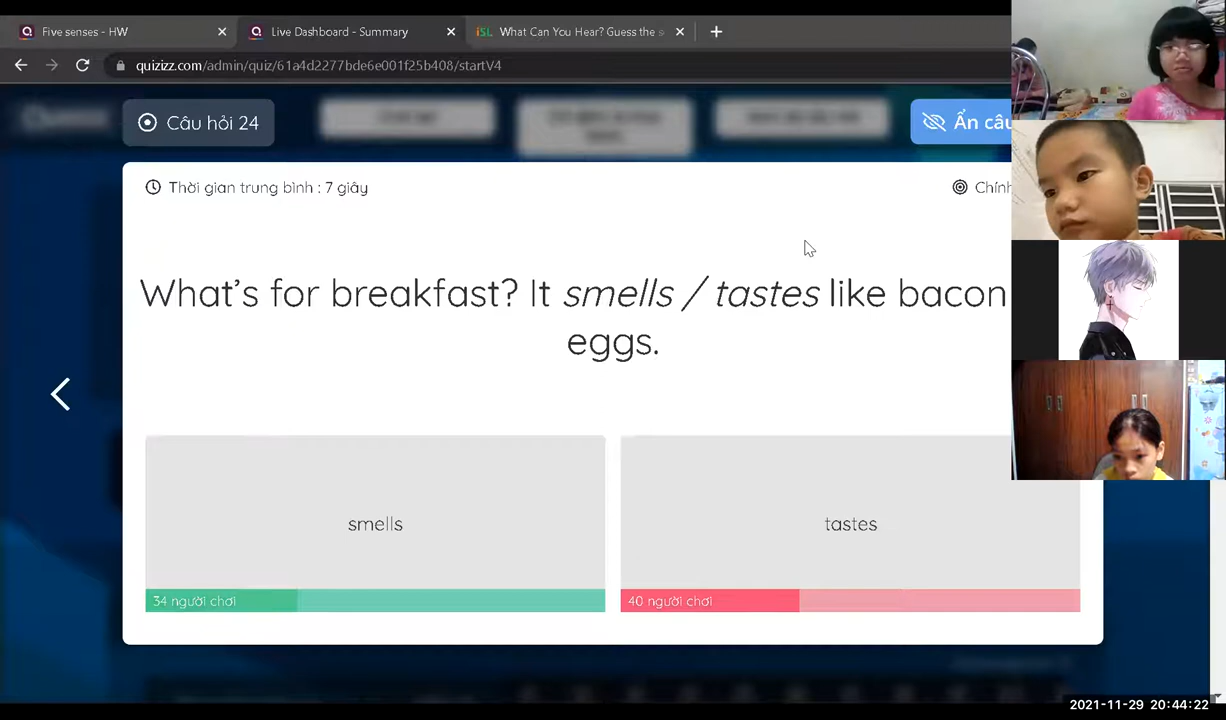 Five senses - HW
Live Dashboard - Summary
iSL What Can You Hear? Guess the s
quizizz.com/admin/quiz/61a4d2277bde6e001f25b408/startV4
Câu hỏi 24
Ẩn câu
Thời gian trung bình : 7 giây
Chính
What's for breakfast? It smells / tastes like bacon
eggs.
smells
tastes
34 người chơi
40 người chơi
2021-11-29 20:44:22